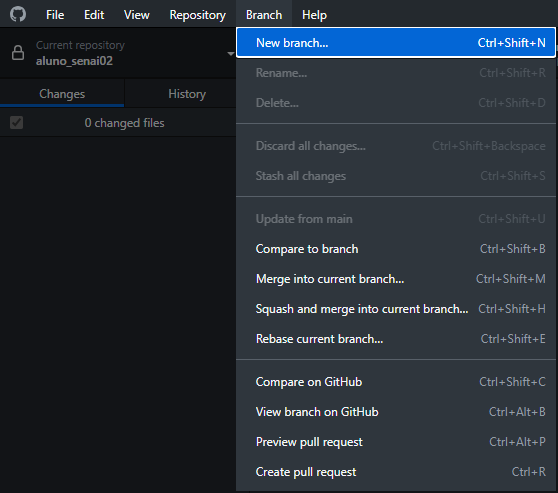 File Edit View Repository Branch Help
Current repository
aluno_senai02
Changes History
0 changed files
New branch... Ctrl+Shift+N
Rename... Ctrl+Shift+R
Delete... Ctrl+Shift+D
Discard all changes... Ctrl+Shift+Backspace
Stash all changes Ctrl+Shift+S
Update from main Ctrl+Shift+U
Compare to branch Ctrl+Shift+B
Merge into current branch... Ctrl+Shift+M
Squash and merge into current branch... Ctrl+Shift+H
Rebase current branch... Ctrl+Shift+E
Compare on GitHub Ctrl+Shift+C
View branch on GitHub Ctrl+Alt+B
Preview pull request Ctrl+Alt+P
Create pull request Ctrl+R